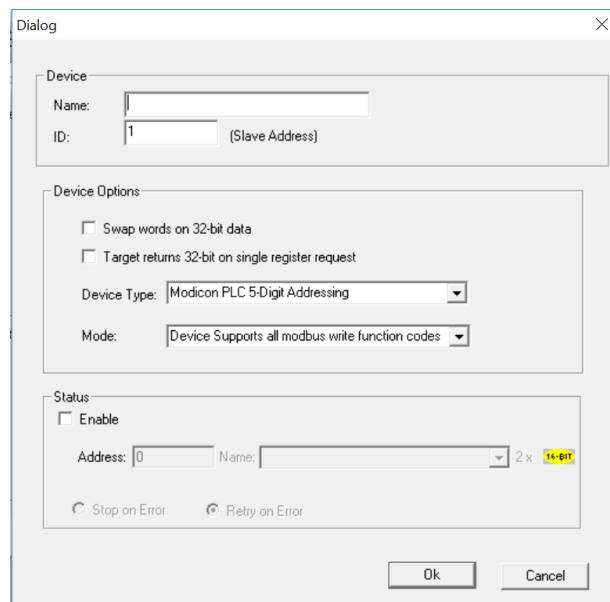 Dialog
Device
Name:
ID: 1 (Slave Address)
Device Options
Swap words on 32-bit data
Target returns 32-bit on single register request
Device Type: Modicon PLC 5-Digit Addressing
Mode: Device Supports all modbus write function codes
Status
Enable
Address: 0 Name: 2 x 16-BIT
Stop on Error Retry on Error
Ok Cancel